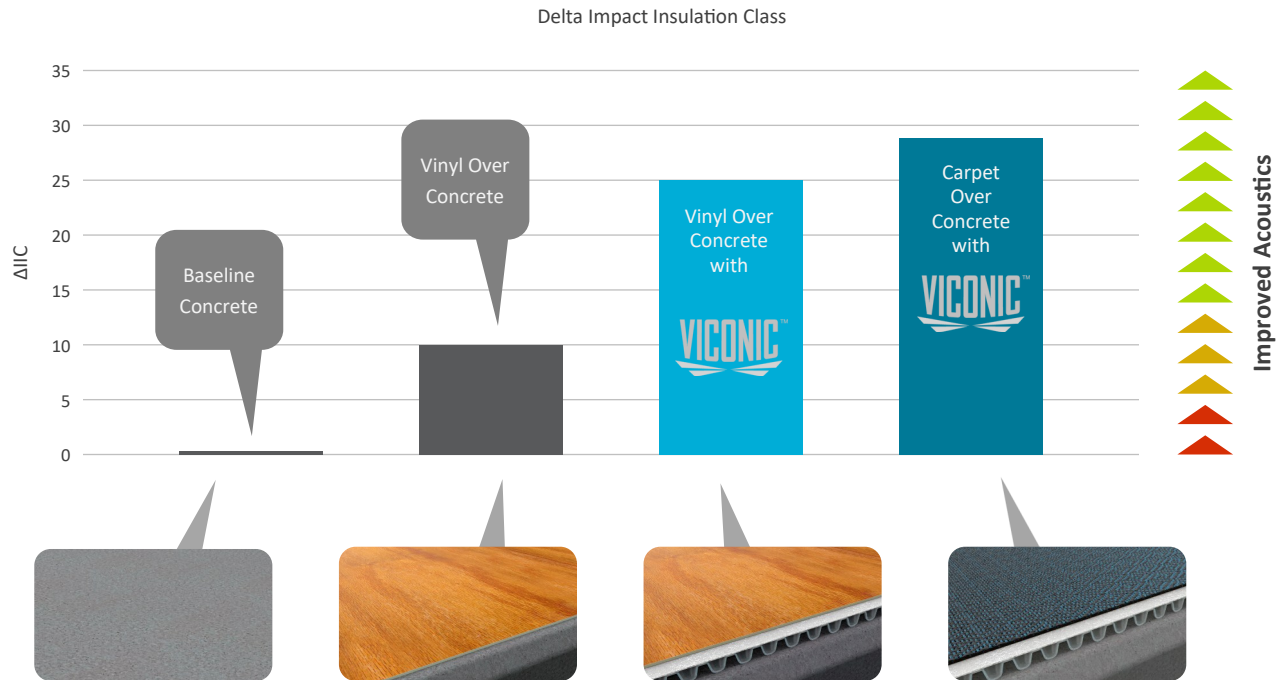 Delta Impact Insulation Class
35
30
25
20
15
10
5
0
ΔIIC
Baseline
Concrete
Vinyl Over
Concrete
Vinyl Over
Concrete
with
VICONIC™
Carpet
Over
Concrete
with
VICONIC™
Improved Acoustics